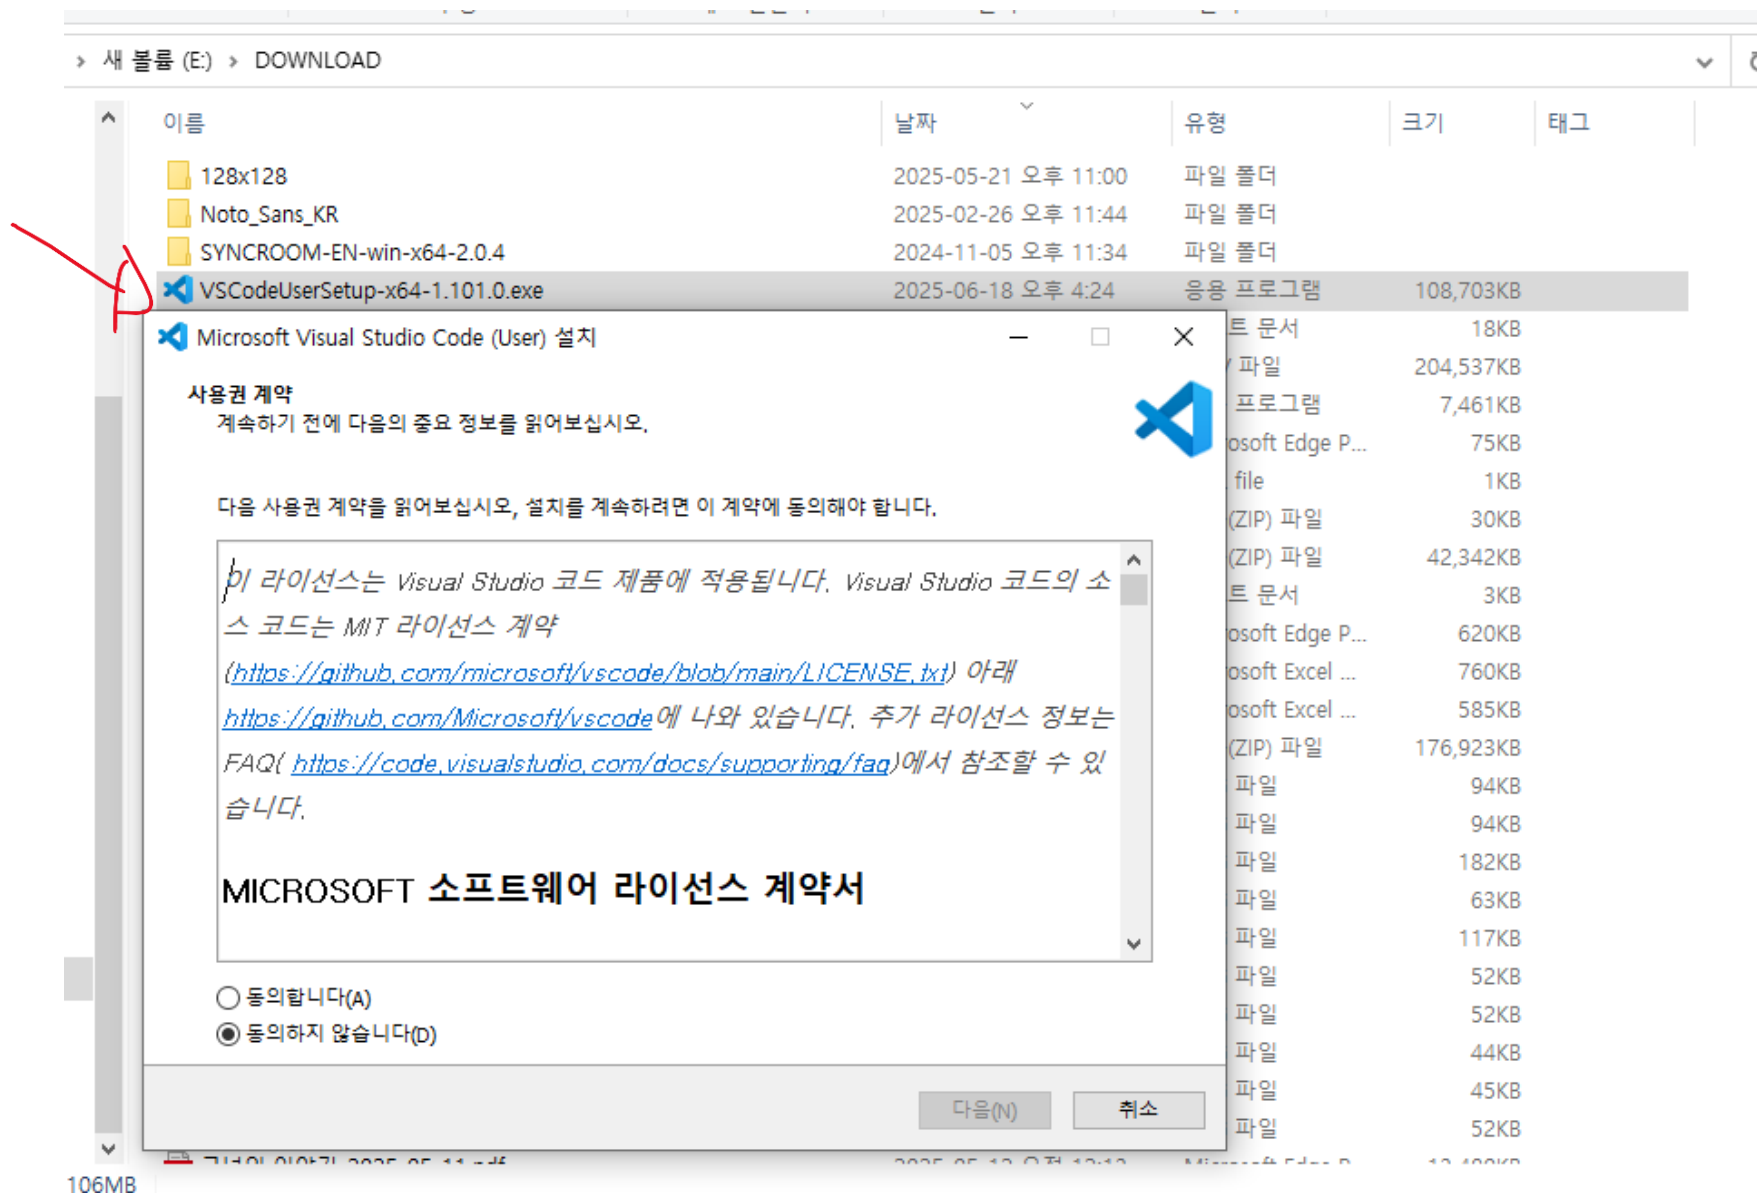 새 볼륨 (E:) > DOWNLOAD
이름 날짜 유형 크기 태그
128x128 2025-05-21 오후 11:00 파일 폴더
Noto_Sans_KR 2025-02-26 오후 11:44 파일 폴더
SYNCROOM-EN-win-x64-2.0.4 2024-11-05 오후 11:34 파일 폴더
VSCodeUserSetup-x64-1.101.0.exe 2025-06-18 오후 4:24 응용 프로그램 108,703KB
Microsoft Visual Studio Code (User) 설치
사용권 계약
계속하기 전에 다음의 중요 정보를 읽어보십시오.
다음 사용권 계약을 읽어보십시오, 설치를 계속하려면 이 계약에 동의해야 합니다.
이 라이선스는 Visual Studio 코드 제품에 적용됩니다. Visual Studio 코드의 소
스 코드는 MIT 라이선스 계약
(https://github.com/microsoft/vscode/blob/main/LICENSE.txt) 아래
https://github.com/Microsoft/vscode에 나와 있습니다. 추가 라이선스 정보는
FAQ( https://code.visualstudio.com/docs/supporting/faq)에서 참조할 수 있
습니다.
MICROSOFT 소프트웨어 라이선스 계약서
동의합니다(A)
동의하지 않습니다(D)
다음(N) 취소
트 문서 18KB
파일 204,537KB
프로그램 7,461KB
osoft Edge P... 75KB
file 1KB
(ZIP) 파일 30KB
(ZIP) 파일 42,342KB
트 문서 3KB
osoft Edge P... 620KB
osoft Excel ... 760KB
osoft Excel ... 585KB
(ZIP) 파일 176,923KB
파일 94KB
파일 94KB
파일 182KB
파일 63KB
파일 117KB
파일 52KB
파일 52KB
파일 44KB
파일 45KB
파일 52KB
106MB